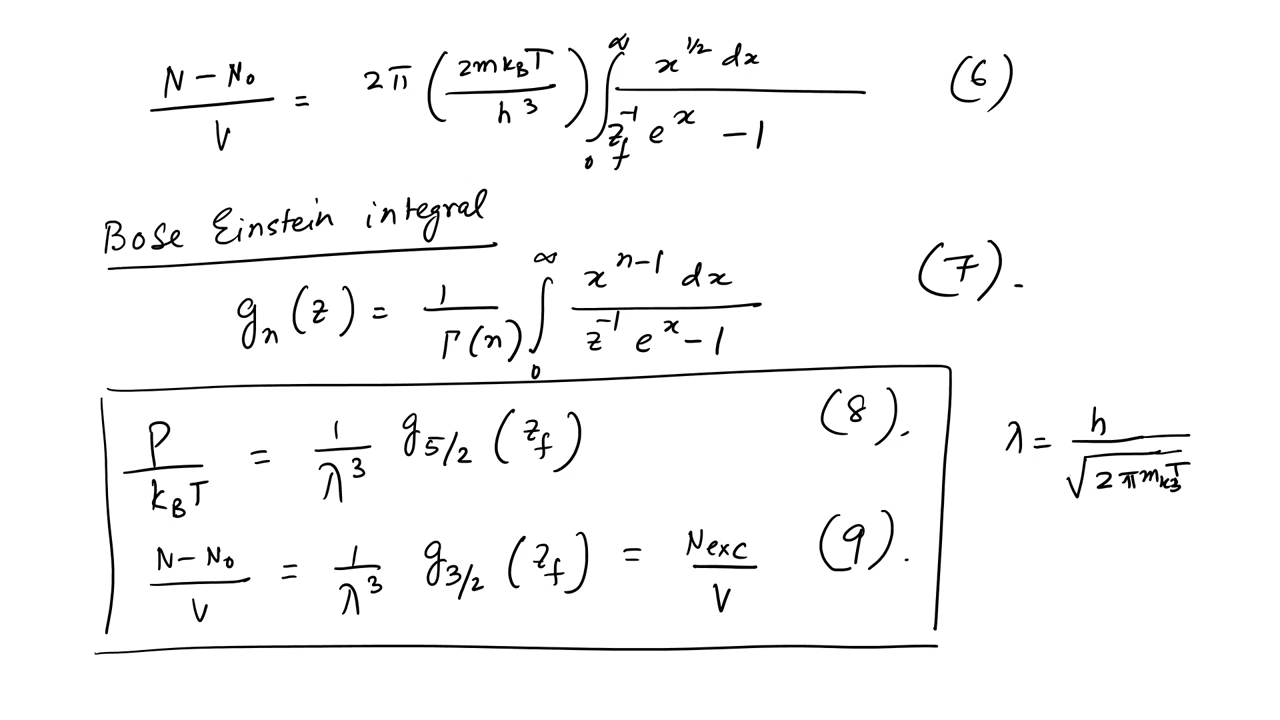 (N - N₀)/V = 2π (2mk_BT/h³) ∫₀^∞ x^{1/2} dx / (z_f^{-1} e^x - 1) (6)
Bose Einstein integral
g_n(z) = 1/Γ(n) ∫₀^∞ x^{n-1} dx / (z^{-1} e^x - 1) (7).
P/(k_BT) = 1/λ³ g_{5/2}(z_f) (8).
λ = h/√(2πmk_BT)
(N - N₀)/V = 1/λ³ g_{3/2}(z_f) = N_exc/V (9).